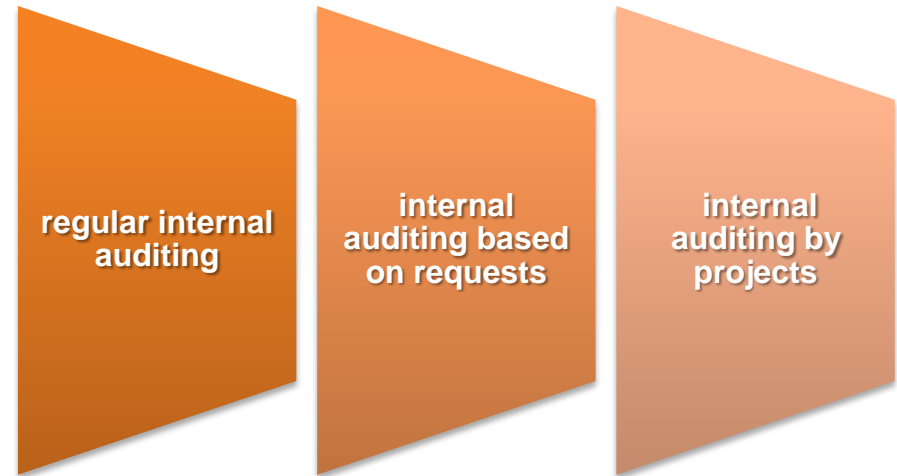 regular internal
auditing
internal
auditing based
on requests
internal
auditing by
projects